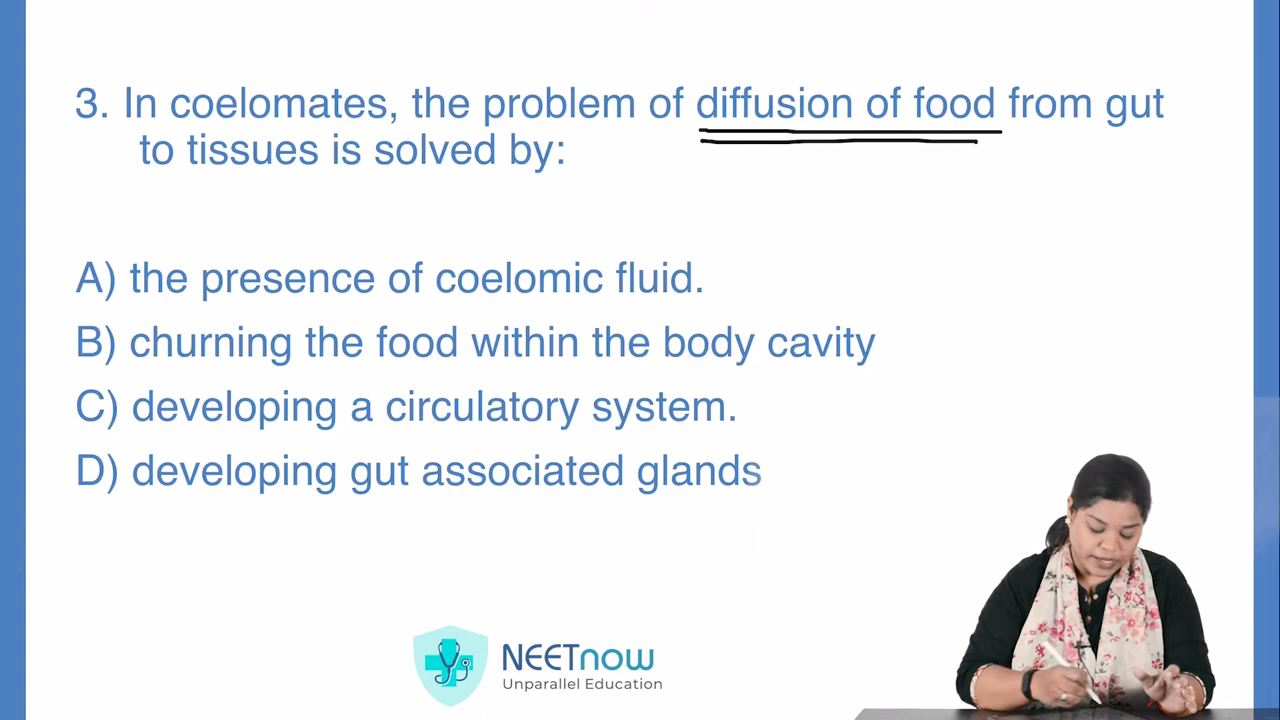 3. In coelomates, the problem of diffusion of food from gut
to tissues is solved by:
A) the presence of coelomic fluid.
B) churning the food within the body cavity
C) developing a circulatory system.
D) developing gut associated glands
NEETnow
Unparallel Education